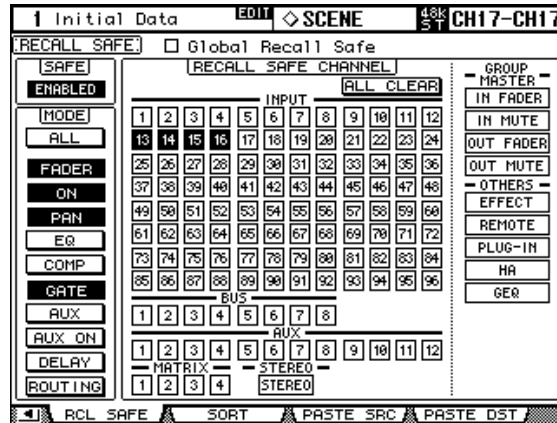 1 Initial Data EDIT ◇SCENE 48k ST CH17-CH17
RECALL SAFE □ Global Recall Safe
SAFE
ENABLED
MODE
ALL
FADER
ON
PAN
EQ
COMP
GATE
AUX
AUX ON
DELAY
ROUTING
RECALL SAFE CHANNEL
ALL CLEAR
INPUT
1 2 3 4 5 6 7 8 9 10 11 12
13 14 15 16 17 18 19 20 21 22 23 24
25 26 27 28 29 30 31 32 33 34 35 36
37 38 39 40 41 42 43 44 45 46 47 48
49 50 51 52 53 54 55 56 57 58 59 60
61 62 63 64 65 66 67 68 69 70 71 72
73 74 75 76 77 78 79 80 81 82 83 84
85 86 87 88 89 90 91 92 93 94 95 96
BUS
1 2 3 4 5 6 7 8
AUX
1 2 3 4 5 6 7 8 9 10 11 12
MATRIX STEREO
1 2 3 4 STEREO
GROUP
MASTER
IN FADER
IN MUTE
OUT FADER
OUT MUTE
OTHERS
EFFECT
REMOTE
PLUG-IN
HA
GEQ
RCL SAFE SORT PASTE SRC PASTE DST